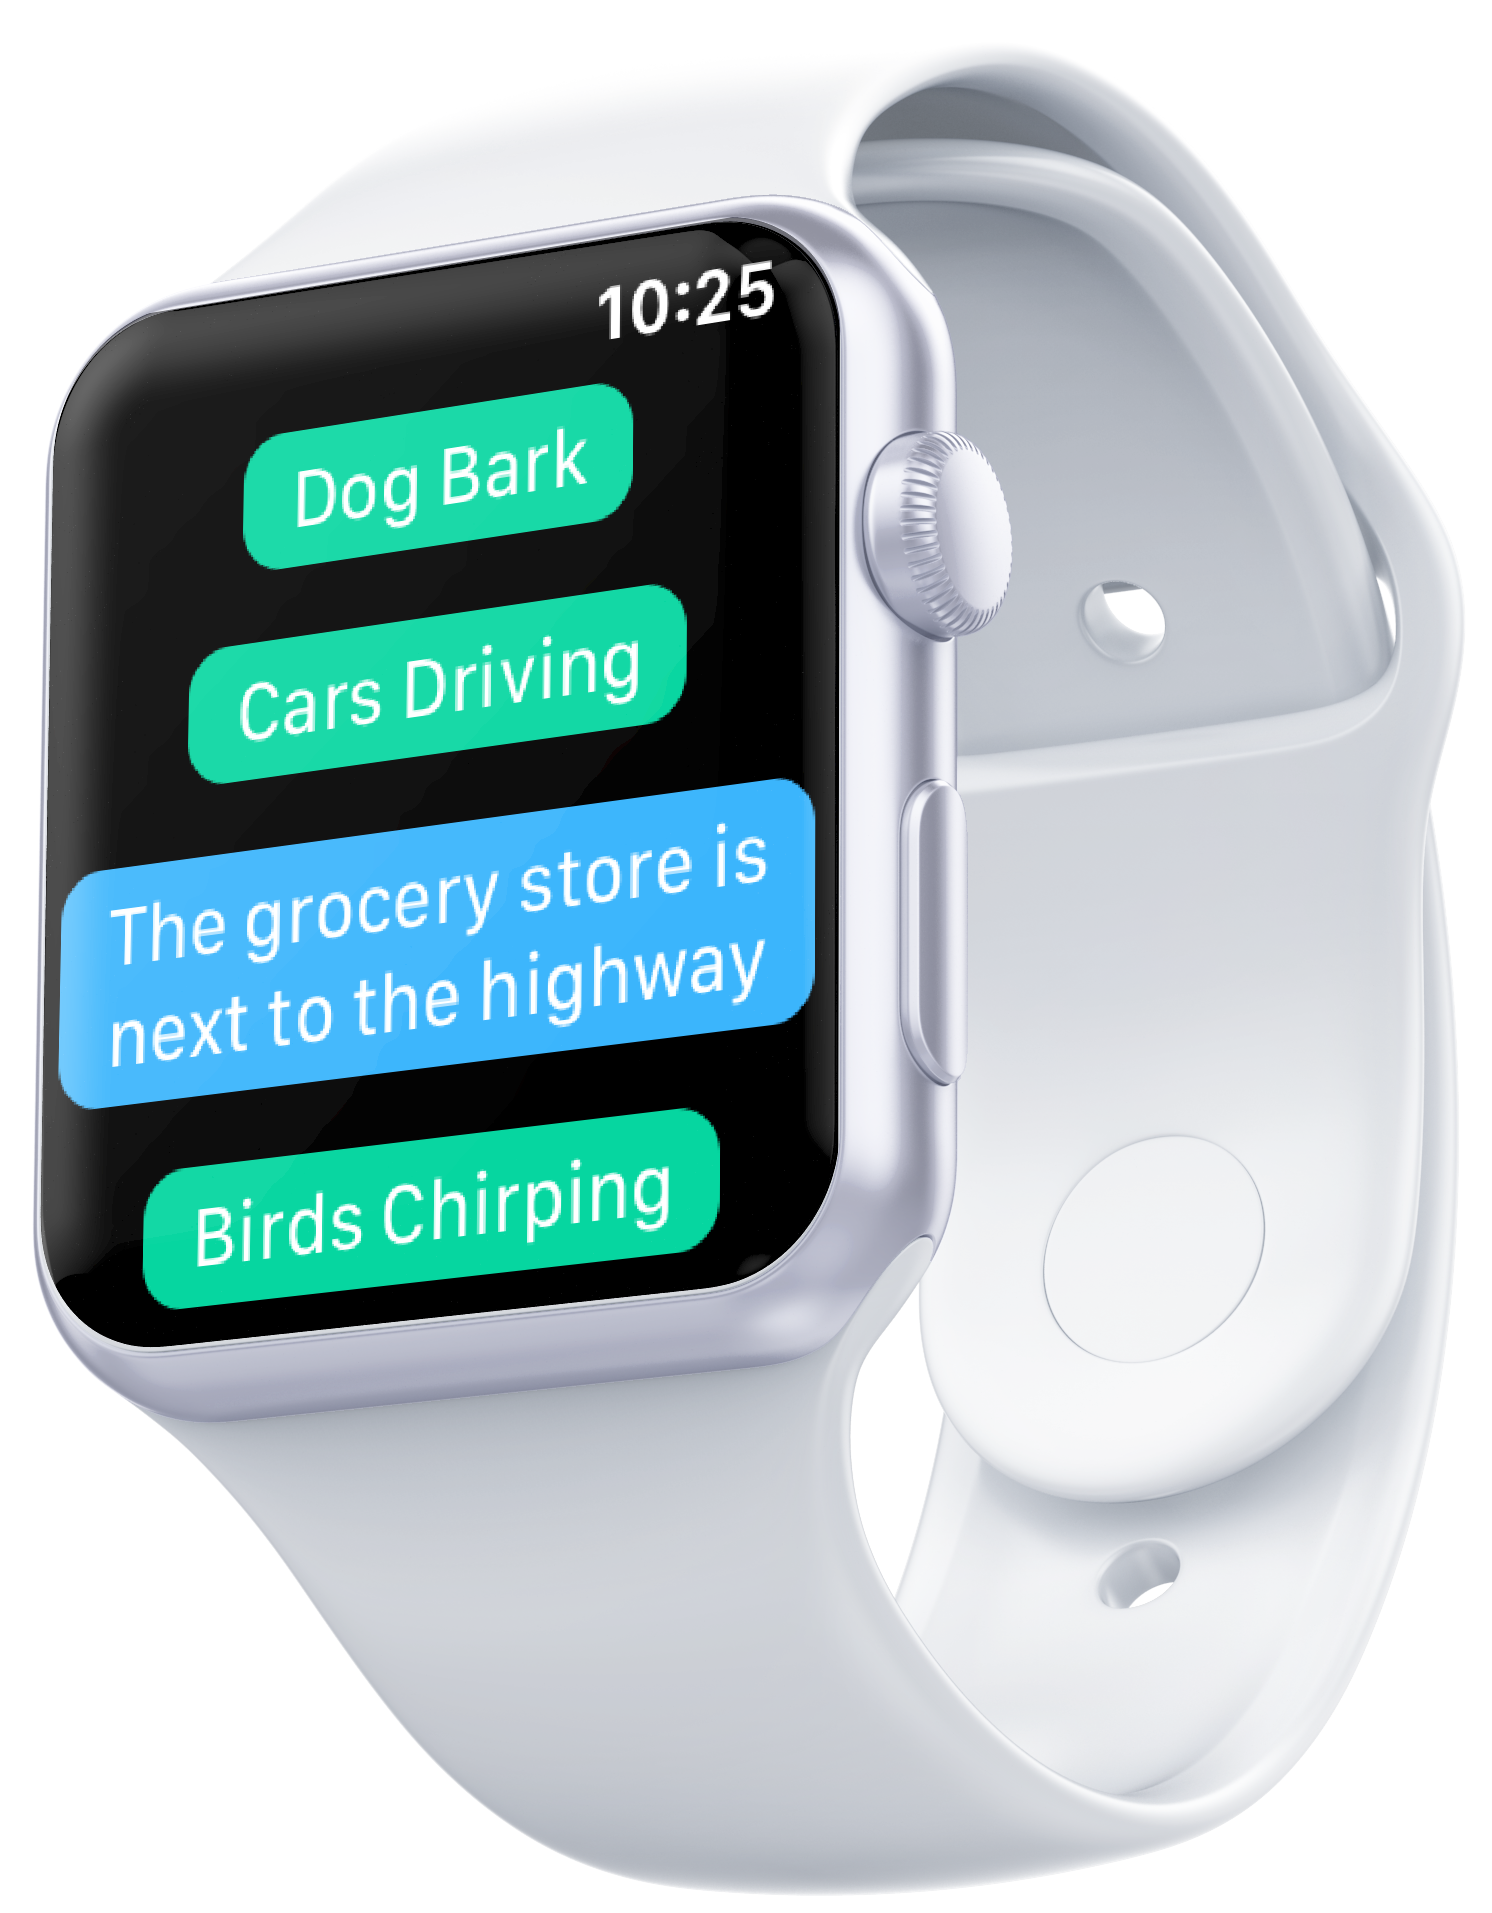 10:25
Dog Bark
Cars Driving
The grocery store is
next to the highway
Birds Chirping